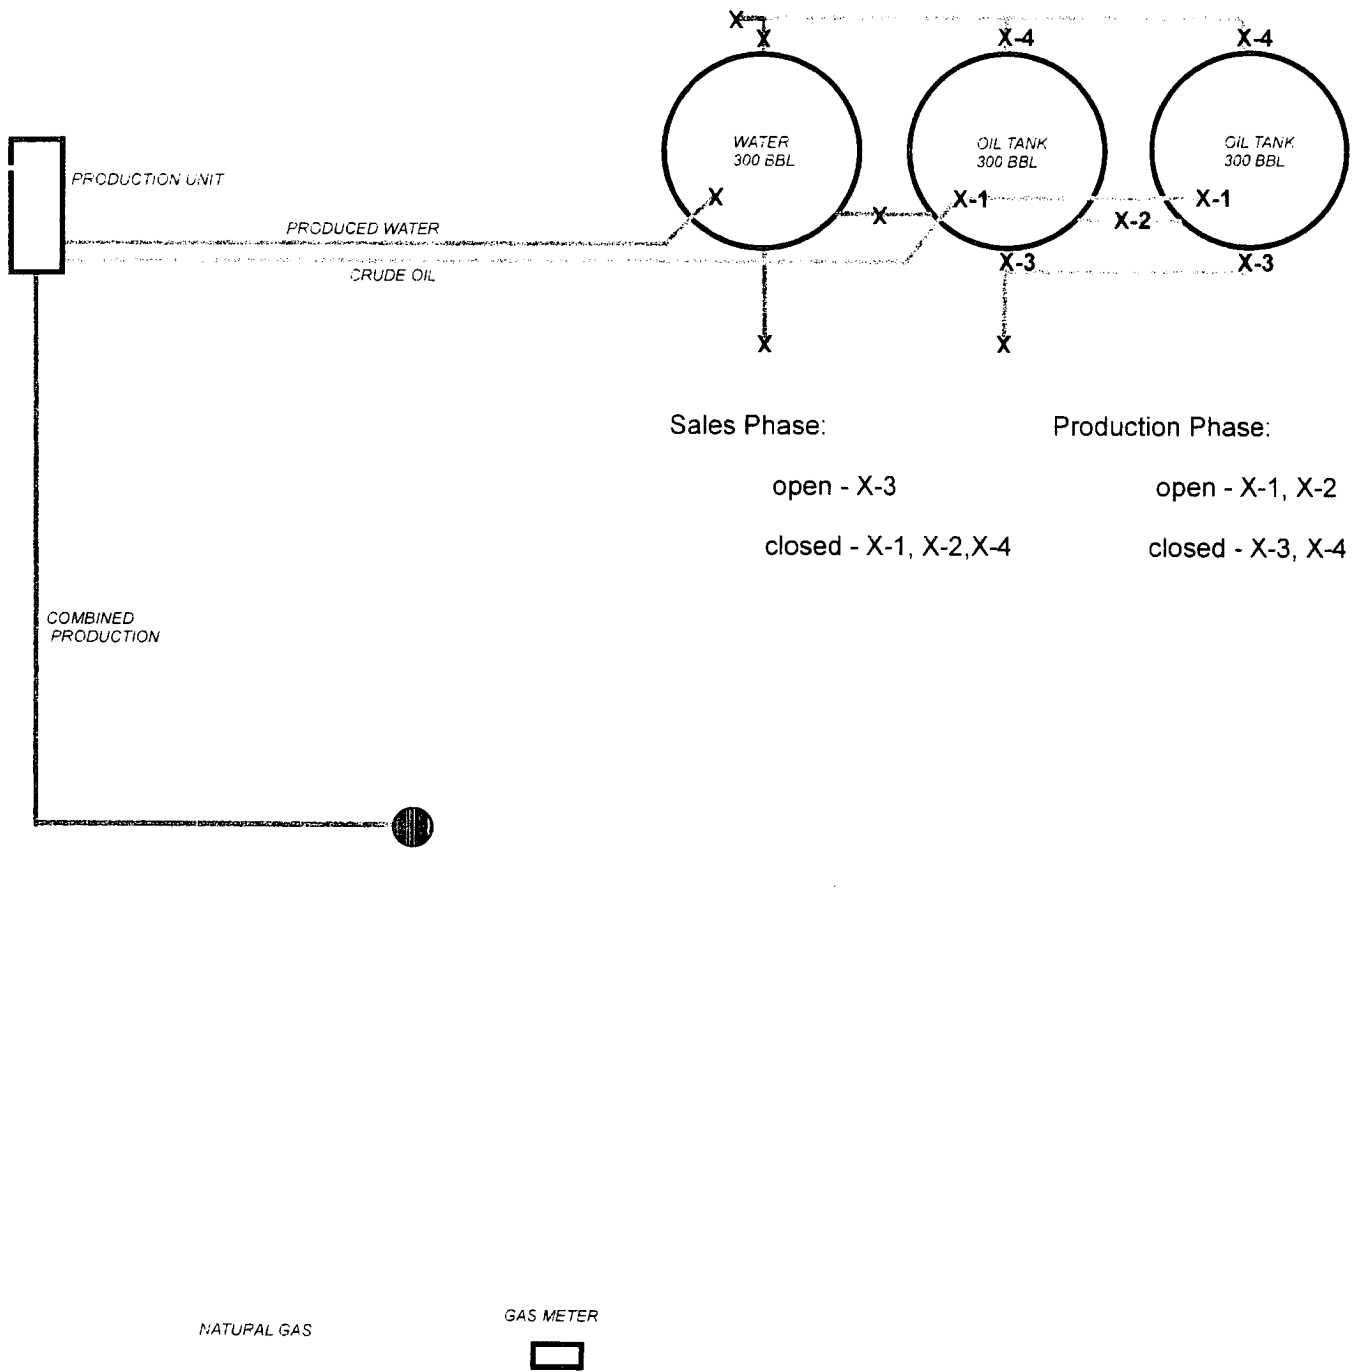 X
X
X-4
X-4
WATER
300 BBL
OIL TANK
300 BBL
OIL TANK
300 BBL
PRODUCTION UNIT
X
X-1
X-1
X
X-2
PRODUCED WATER
CRUDE OIL
X-3
X-3
X
X
Sales Phase:
open - X-3
closed - X-1, X-2,X-4
Production Phase:
open - X-1, X-2
closed - X-3, X-4
COMBINED
PRODUCTION
NATURAL GAS
GAS METER